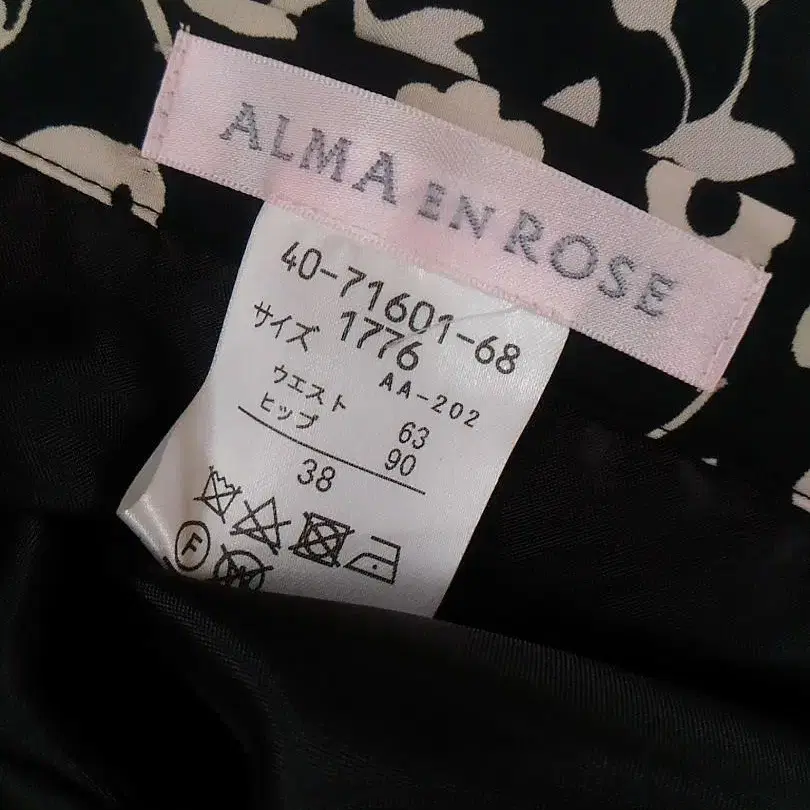 ALMA EN ROSE
40-71601-68
1776
サイズ AA-202
ウエスト 63
ヒップ 90
38
F
W